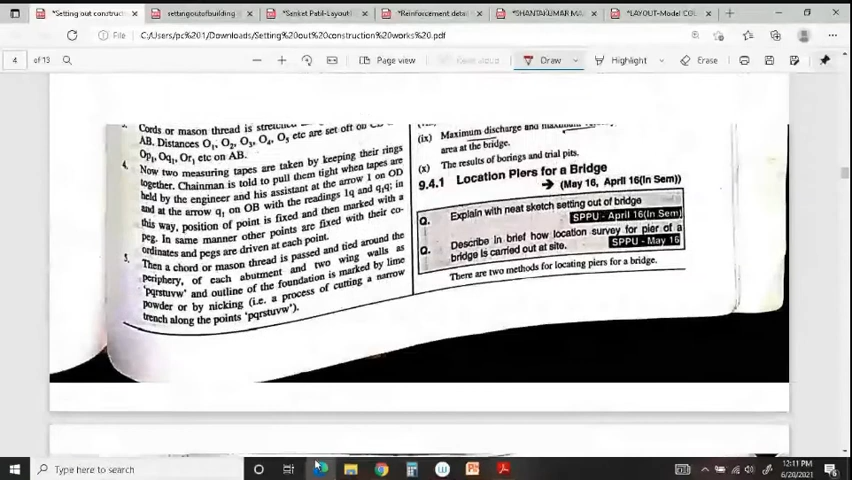 *Setting out construct
settingoutofbuilding
*Sanket Patil-Layout!
*Reinforcement detai
*SHANTAKUMAR MA
*LAYOUT-Model COL
File
C:/Users/pc%201/Downloads/Setting%20out%20construction%20works%20.pdf
4 of 13
Page view
Read aloud
Draw
Highlight
Erase
Cords or mason thread is stretched
AB. Distances O1, O2, O3, O4, O5 etc are set off on
Op1, Oq1, Or1 etc on AB.
4. Now two measuring tapes are taken by keeping their rings
together. Chainman is told to pull them tight when tapes are
held by the engineer and his assistant at the arrow 1 on OD
and at the arrow q1 on OB with the readings 1q and q1q; in
this way, position of point is fixed and then marked with a
peg. In same manner other points are fixed with their co-
ordinates and pegs are driven at each point.
5. Then a chord or mason thread is passed and tied around the
periphery, of each abutment and two wing walls as
'pqrstuvw' and outline of the foundation is marked by lime
powder or by nicking (i.e. a process of cutting a narrow
trench along the points 'pqrstuvw').
(ix) Maximum discharge and
area at the bridge.
(x) The results of borings and trial pits.
9.4.1 Location Piers for a Bridge
→ (May 16, April 16(In Sem))
Q. Explain with neat sketch setting out of bridge
SPPU - April 16(In Sem)
Q. Describe in brief how location survey for pier of a
bridge is carried out at site. SPPU - May 16
There are two methods for locating piers for a bridge.
Type here to search
12:11 PM
6/20/2021